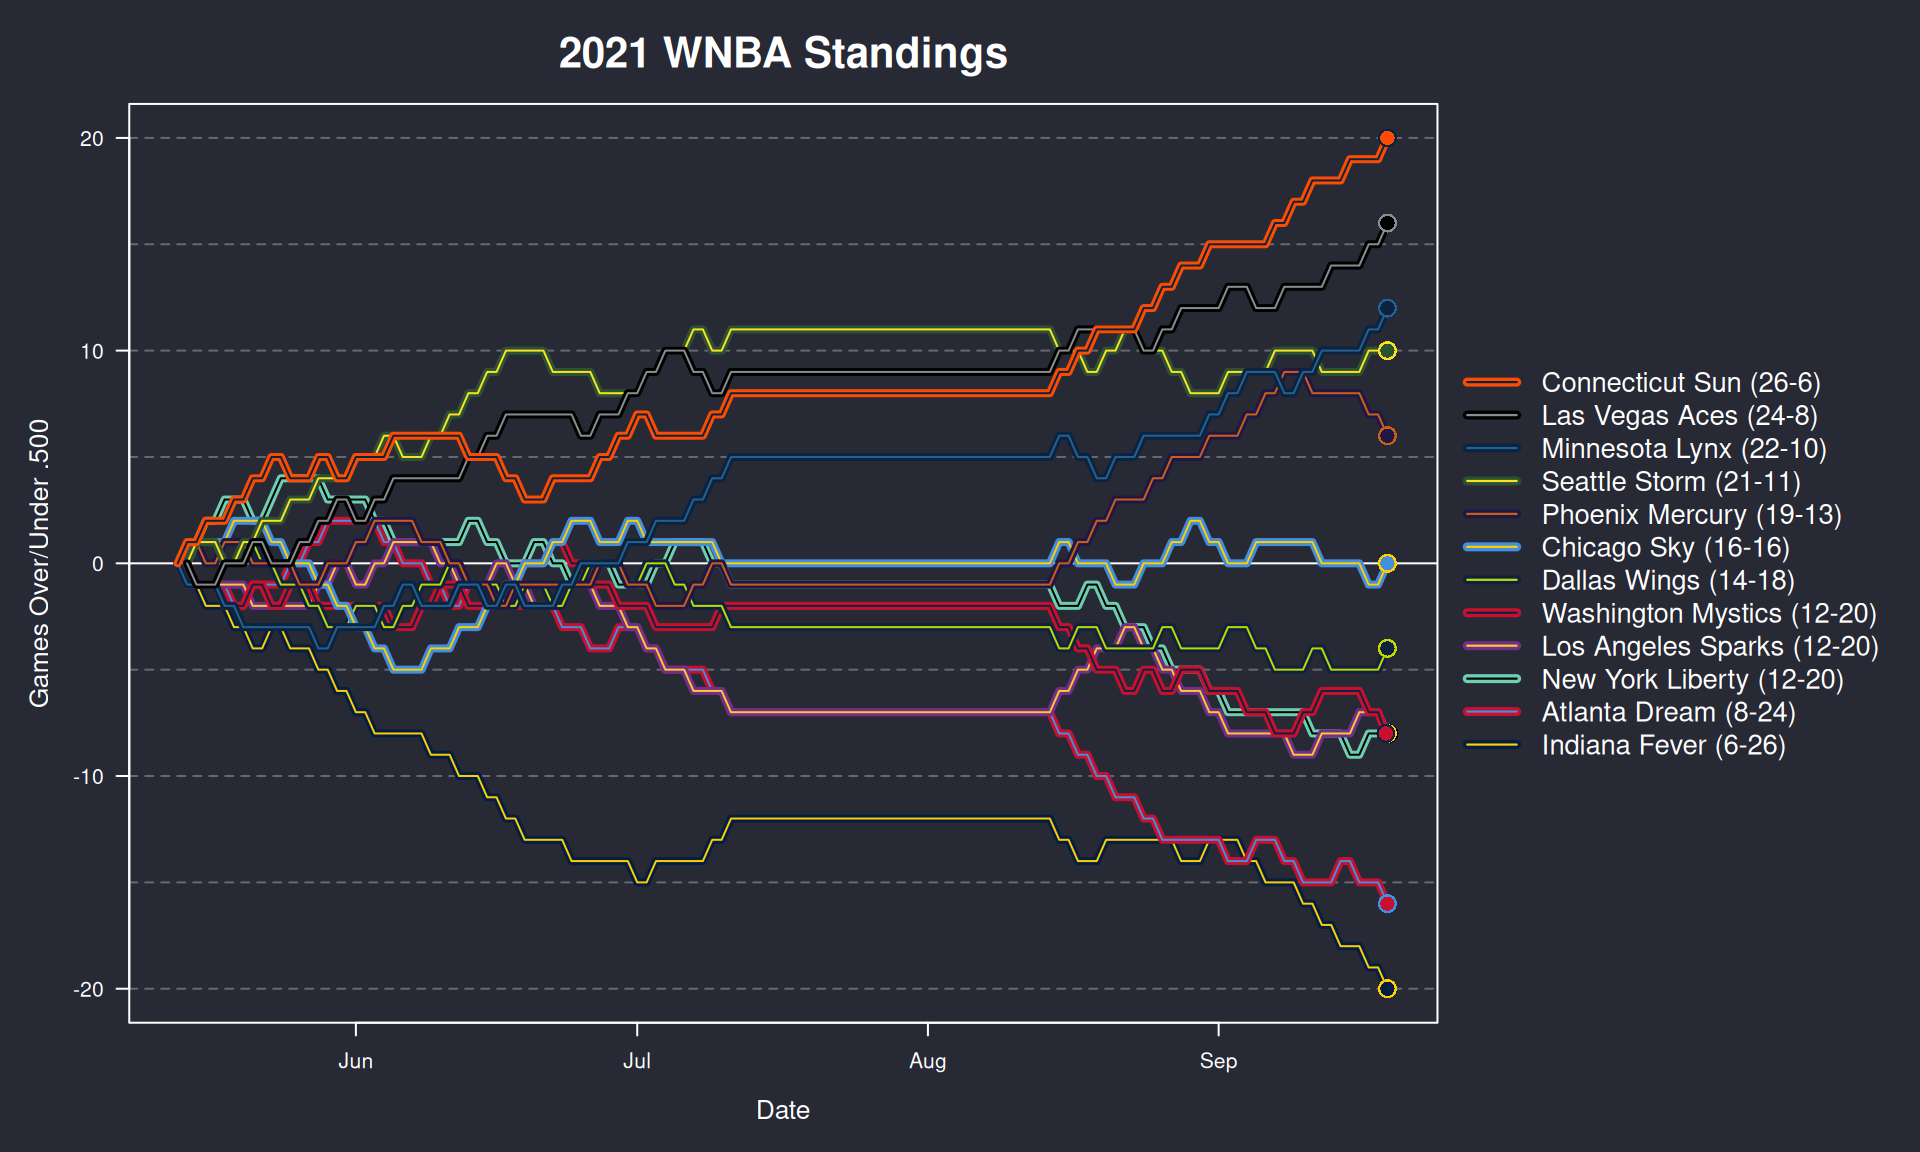 2021 WNBA Standings
Games Over/Under .500
20
10
0
-10
-20
Jun
Jul
Aug
Sep
Date
Connecticut Sun (26-6)
Las Vegas Aces (24-8)
Minnesota Lynx (22-10)
Seattle Storm (21-11)
Phoenix Mercury (19-13)
Chicago Sky (16-16)
Dallas Wings (14-18)
Washington Mystics (12-20)
Los Angeles Sparks (12-20)
New York Liberty (12-20)
Atlanta Dream (8-24)
Indiana Fever (6-26)